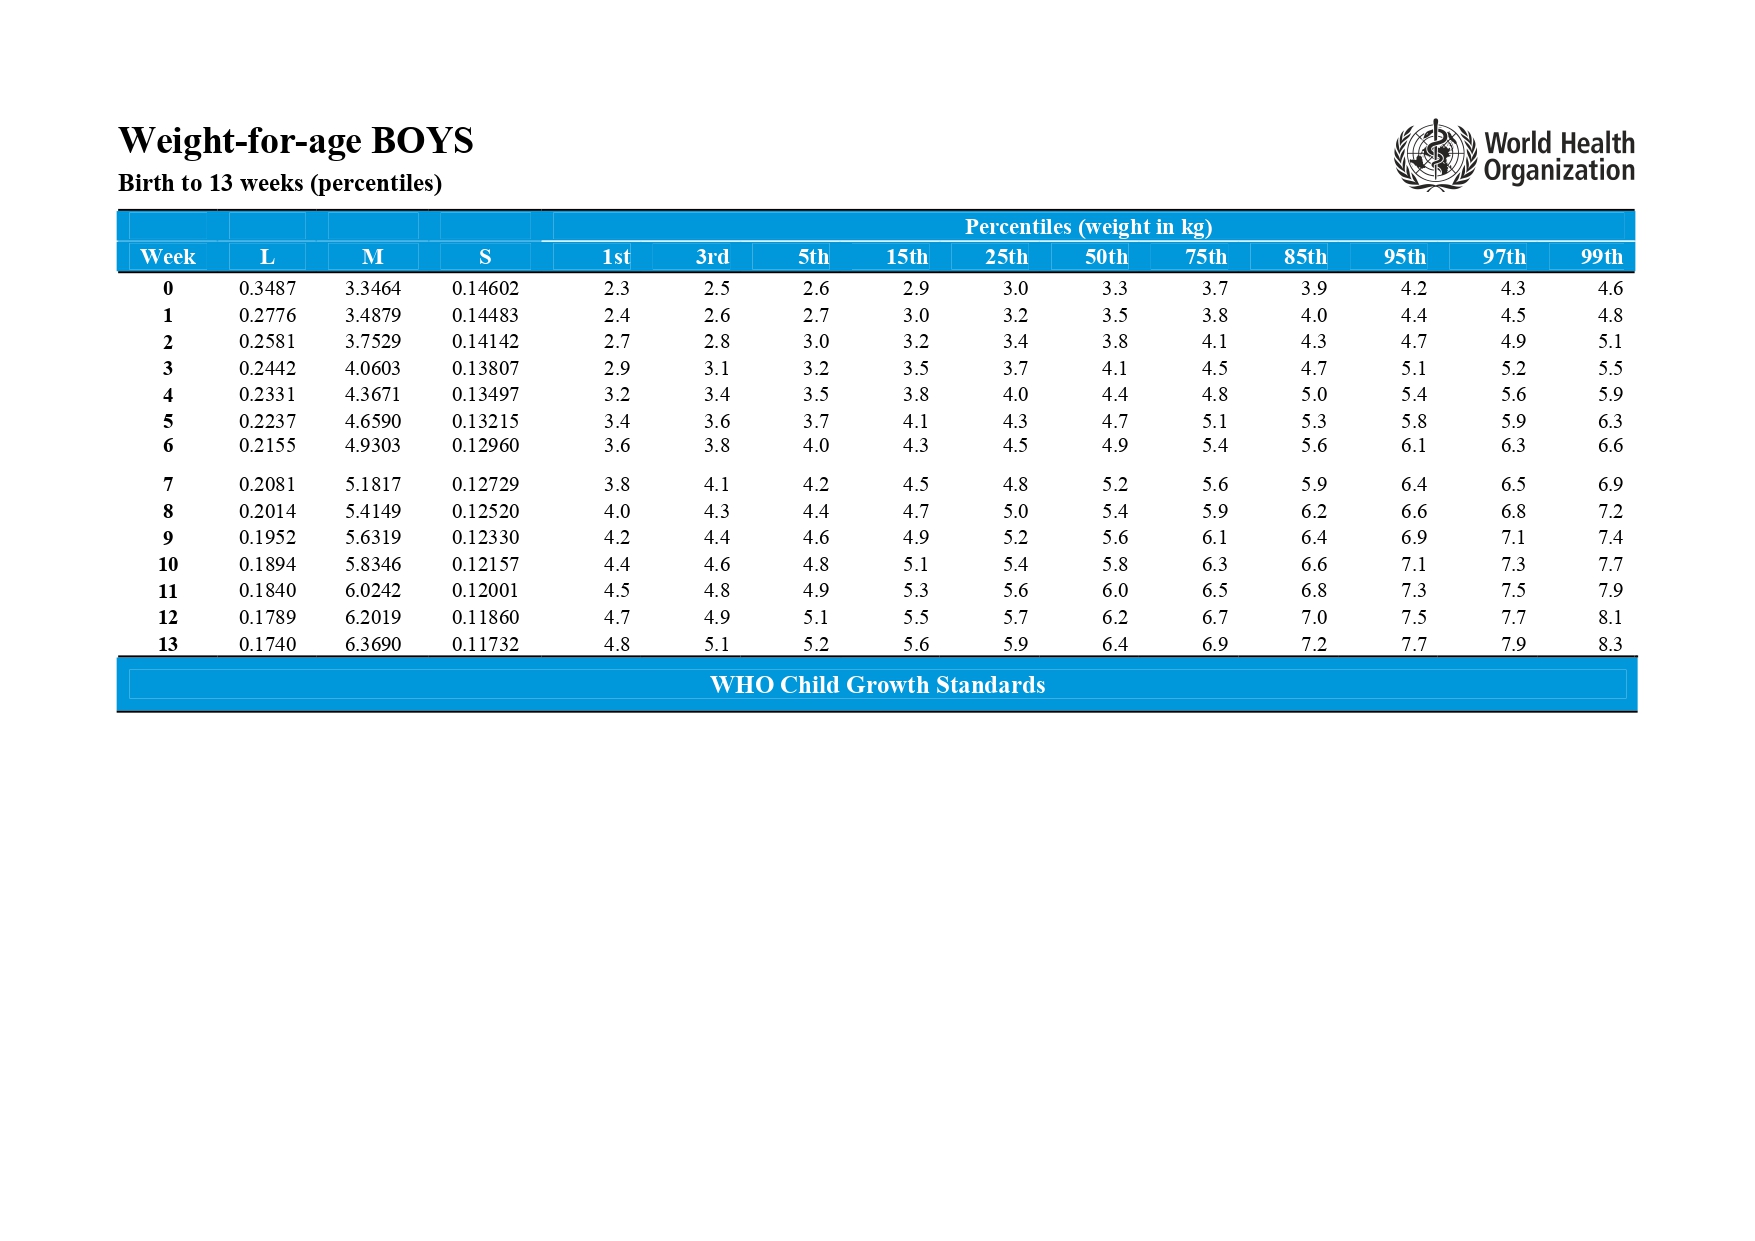 Weight-for-age BOYS
Birth to 13 weeks (percentiles)
World Health
Organization
Percentiles (weight in kg)
Week L M S 1st 3rd 5th 15th 25th 50th 75th 85th 95th 97th 99th
0 0.3487 3.3464 0.14602 2.3 2.5 2.6 2.9 3.0 3.3 3.7 3.9 4.2 4.3 4.6
1 0.2776 3.4879 0.14483 2.4 2.6 2.7 3.0 3.2 3.5 3.8 4.0 4.4 4.5 4.8
2 0.2581 3.7529 0.14142 2.7 2.8 3.0 3.2 3.4 3.8 4.1 4.3 4.7 4.9 5.1
3 0.2442 4.0603 0.13807 2.9 3.1 3.2 3.5 3.7 4.1 4.5 4.7 5.1 5.2 5.5
4 0.2331 4.3671 0.13497 3.2 3.4 3.5 3.8 4.0 4.4 4.8 5.0 5.4 5.6 5.9
5 0.2237 4.6590 0.13215 3.4 3.6 3.7 4.1 4.3 4.7 5.1 5.3 5.8 5.9 6.3
6 0.2155 4.9303 0.12960 3.6 3.8 4.0 4.3 4.5 4.9 5.4 5.6 6.1 6.3 6.6
7 0.2081 5.1817 0.12729 3.8 4.1 4.2 4.5 4.8 5.2 5.6 5.9 6.4 6.5 6.9
8 0.2014 5.4149 0.12520 4.0 4.3 4.4 4.7 5.0 5.4 5.9 6.2 6.6 6.8 7.2
9 0.1952 5.6319 0.12330 4.2 4.4 4.6 4.9 5.2 5.6 6.1 6.4 6.9 7.1 7.4
10 0.1894 5.8346 0.12157 4.4 4.6 4.8 5.1 5.4 5.8 6.3 6.6 7.1 7.3 7.7
11 0.1840 6.0242 0.12001 4.5 4.8 4.9 5.3 5.6 6.0 6.5 6.8 7.3 7.5 7.9
12 0.1789 6.2019 0.11860 4.7 4.9 5.1 5.5 5.7 6.2 6.7 7.0 7.5 7.7 8.1
13 0.1740 6.3690 0.11732 4.8 5.1 5.2 5.6 5.9 6.4 6.9 7.2 7.7 7.9 8.3
WHO Child Growth Standards